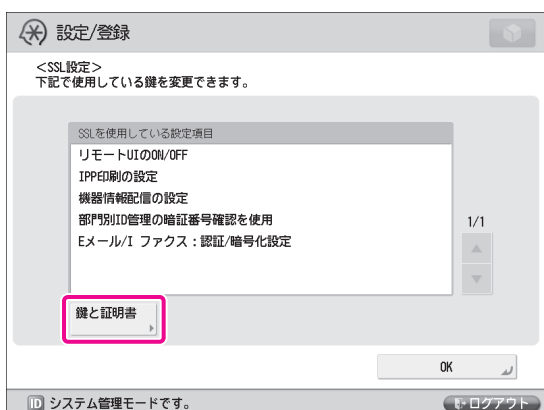 設定/登録
<SSL設定>
下記で使用している鍵を変更できます。
SSLを使用している設定項目
リモートUIのON/OFF
IPP印刷の設定
機器情報配信の設定
部門別ID管理の暗証番号確認を使用
Eメール/I ファクス：認証/暗号化設定
1/1
鍵と証明書
OK
ID システム管理モードです。
ログアウト